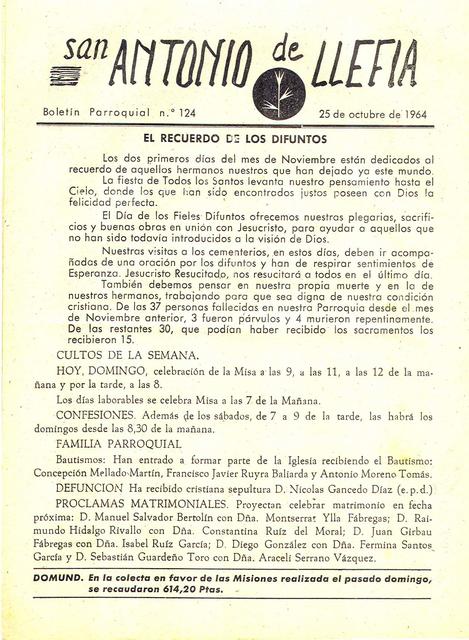 san ANTONIO de LLEFIA
Boletín Parroquial n.° 124 25 de octubre de 1964
EL RECUERDO DE LOS DIFUNTOS
Los dos primeros días del mes de Noviembre están dedicados al
recuerdo de aquellos hermanos nuestros que han dejado ya este mundo.
La fiesta de Todos los Santos levanta nuestro pensamiento hasta el
Cielo, donde los que han sido encontrados justos poseen con Dios la
felicidad perfecta.
El Día de los Fieles Difuntos ofrecemos nuestras plegarias, sacrifi-
cios y buenas obras en unión con Jesucristo, para ayudar a aquellos que
no han sido todavía introducidos a la visión de Dios.
Nuestras visitas a los cementerios, en estos días, deben ir acompa-
ñadas de una oración por los difuntos y han de respirar sentimientos de
Esperanza. Jesucristo Resucitado, nos resucitará a todos en el último día.
También debemos pensar en nuestra propia muerte y en la de
nuestros hermanos, trabajando para que sea digna de nuestra condición
cristiana. De las 37 personas fallecidas en nuestra Parroquia desde el mes
de Noviembre anterior, 3 fueron párvulos y 4 murieron repentinamente.
De las restantes 30, que podían haber recibido los sacramentos los
recibieron 15.
CULTOS DE LA SEMANA.
HOY, DOMINGO, celebración de la Misa a las 9, a las 11, a las 12 de la ma-
ñana y por la tarde, a las 8.
Los días laborables se celebra Misa a las 7 de la Mañana.
CONFESIONES. Además de los sábados, de 7 a 9 de la tarde, las habrá los
domingos desde las 8,30 de la mañana.
FAMILIA PARROQUIAL
Bautismos: Han entrado a formar parte de la Iglesia recibiendo el Bautismo:
Concepción Mellado-Martín, Francisco Javier Ruyra Baliarda y Antonio Moreno Tomás.
DEFUNCION Ha recibido cristiana sepultura D. Nicolas Gancedo Díaz (e.p.d.)
PROCLAMAS MATRIMONIALES. Proyectan celebrar matrimonio en fecha
próxima: D. Manuel Salvador Bertolín con Dña. Montserrat Ylla Fábregas; D. Rai-
mundo Hidalgo Rivallo con Dña. Constantina Ruíz del Moral; D. Juan Girbau
Fábregas con Dña. Isabel Ruíz García; D. Diego González con Dña. Fermina Santos
García y D. Sebastián Guardeño Toro con Dña. Araceli Serrano Vázquez.
DOMUND. En la colecta en favor de las Misiones realizada el pasado domingo,
se recaudaron 614,20 Ptas.